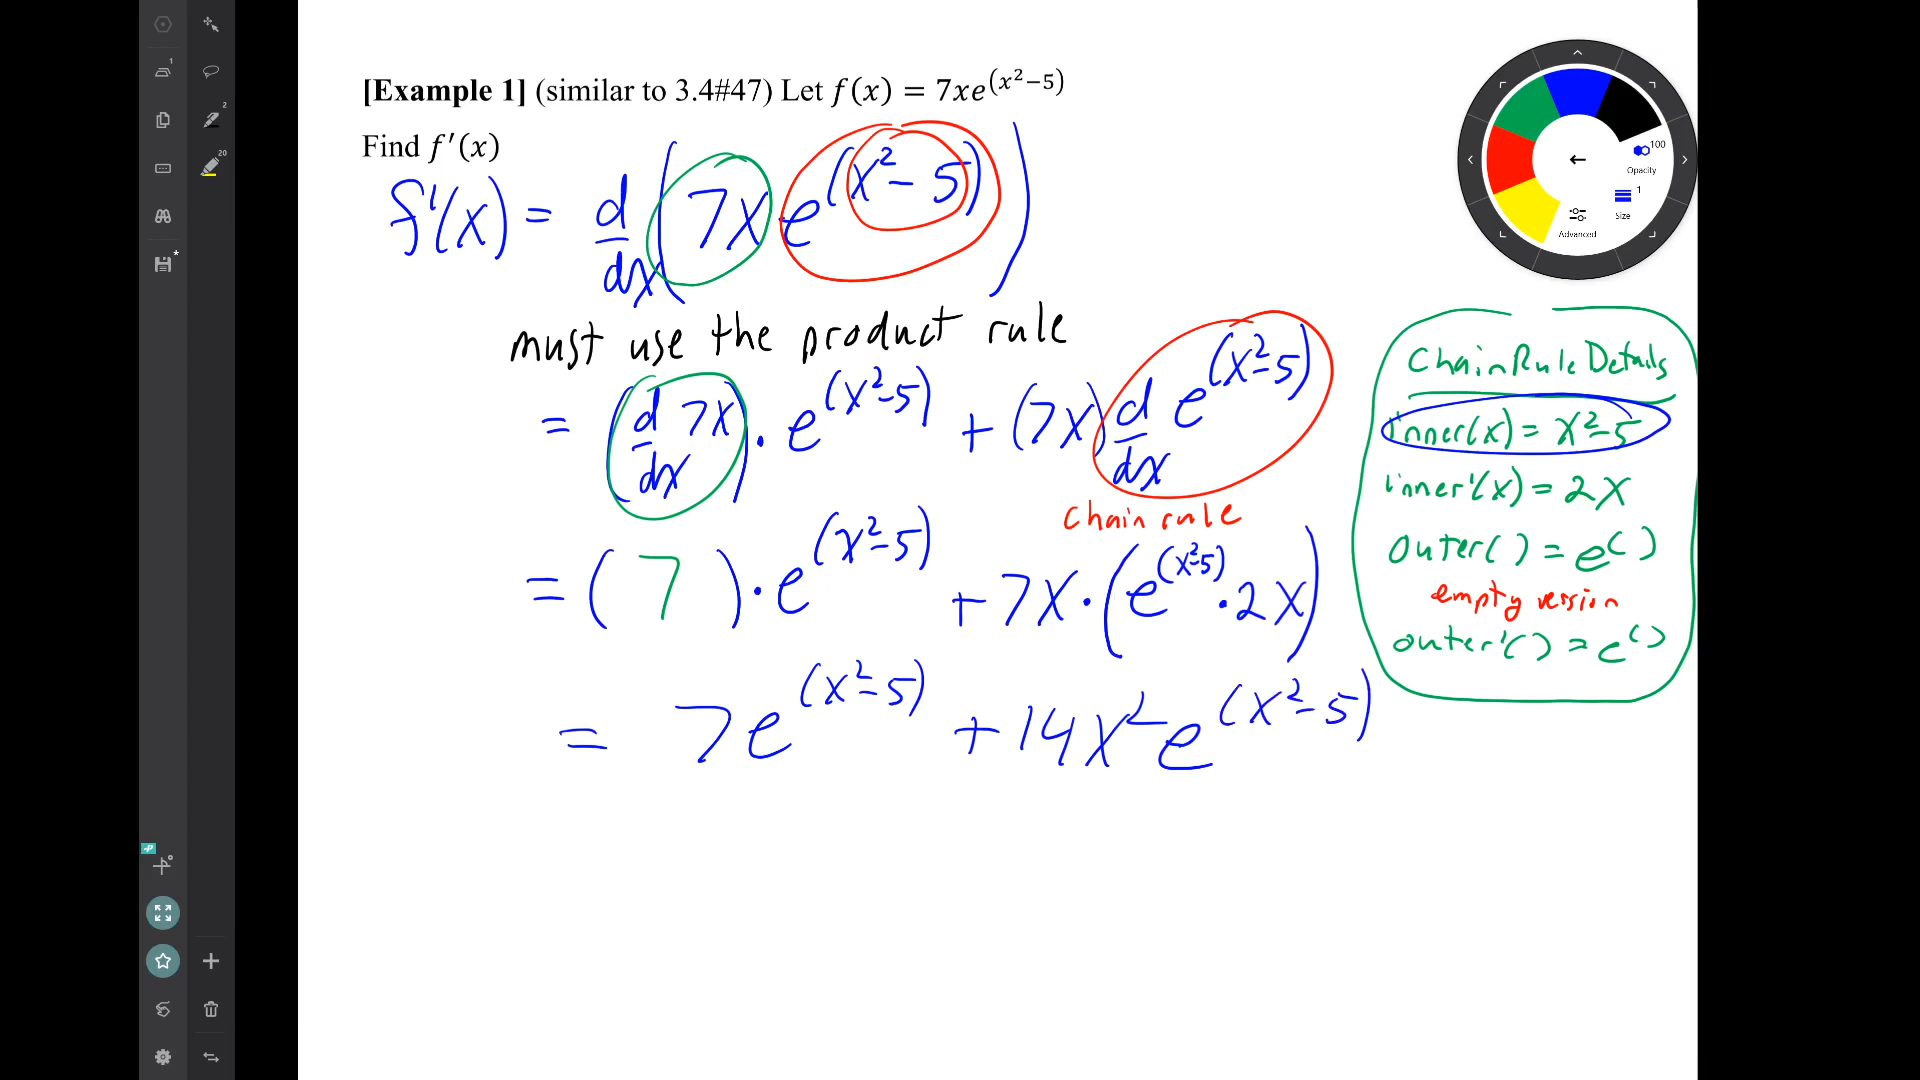 [Example 1] (similar to 3.4#47) Let f(x) = 7xe^(x²−5)
Find f′(x)
f'(x) = d/dx (7x e^(x²-5))
must use the product rule
= (d/dx 7x) · e^(x²-5) + (7x) d/dx e^(x²-5)
chain rule
= (7) · e^(x²-5) + 7x · (e^(x²-5) · 2x)
= 7e^(x²-5) + 14x² e^(x²-5)
Chain Rule Details
inner(x) = x²-5
inner'(x) = 2x
outer( ) = e^( )
empty version
outer'( ) = e^( )
100
Opacity
1
Size
Advanced
1
2
20